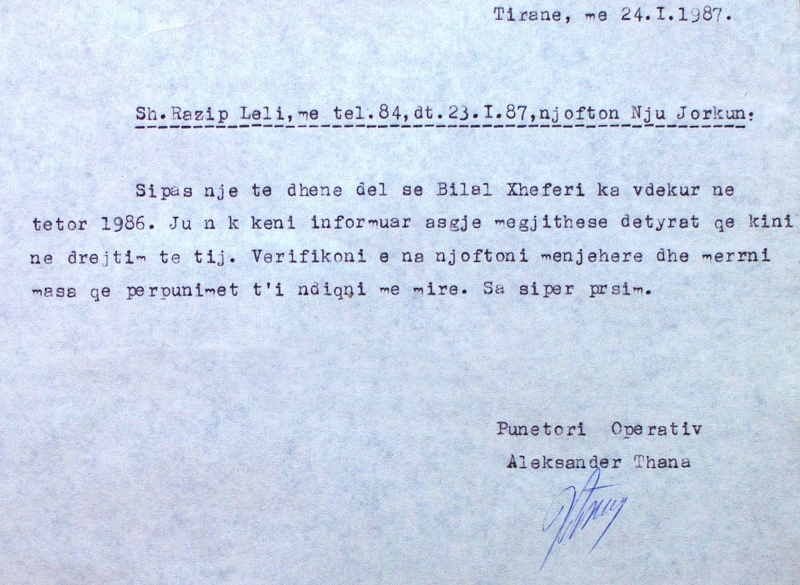 Tirane, me 24.I.1987.
Sh.Razip Leli,me tel.84,dt.23.I.87,njofton Nju Jorkun:
Sipas nje te dhene del se Bilal Xheferi ka vdekur ne
tetor 1986. Ju n k keni informuar asgje megjithese detyrat qe kini
ne drejtim te tij. Verifikoni e na njoftoni menjehere dhe merrni
masa qe perpunimet t'i ndiqni me mire. Sa siper prsim.
Punetori Operativ
Aleksander Thana